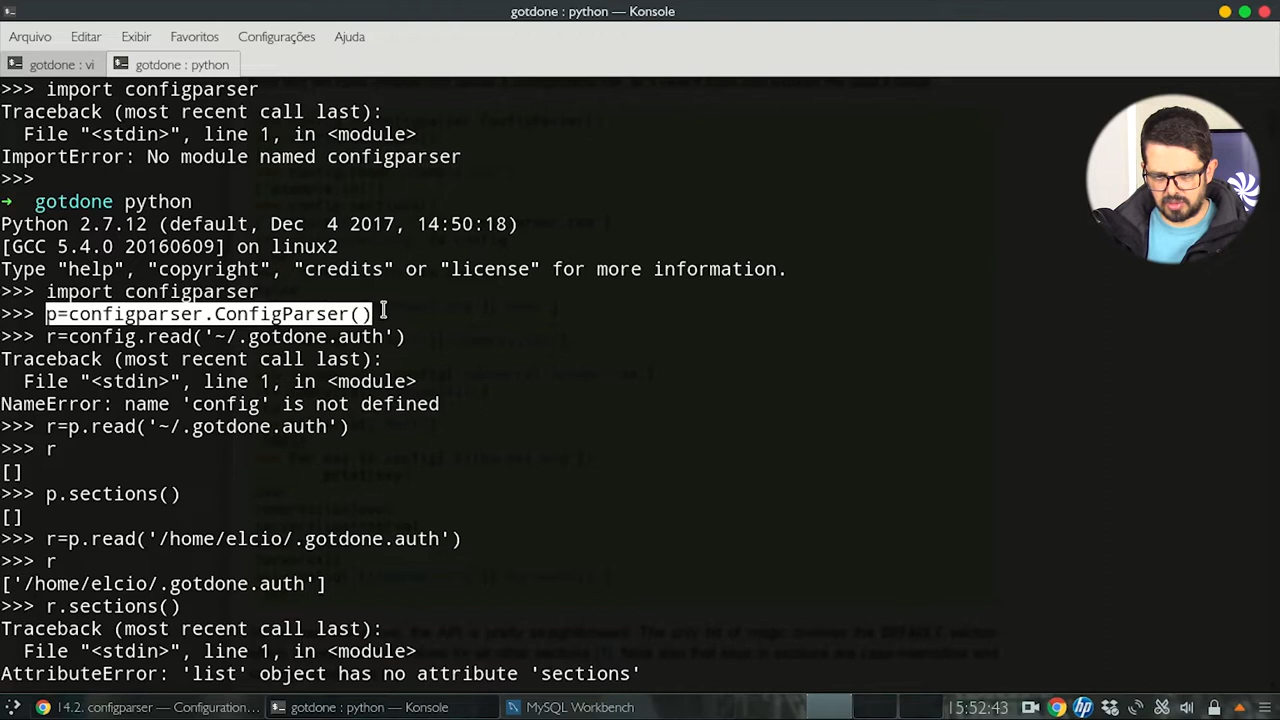 gotdone : python — Konsole
Arquivo Editar Exibir Favoritos Configurações Ajuda
gotdone : vi gotdone : python
>>> import configparser
Traceback (most recent call last):
  File "<stdin>", line 1, in <module>
ImportError: No module named configparser
>>>
➜  gotdone python
Python 2.7.12 (default, Dec  4 2017, 14:50:18)
[GCC 5.4.0 20160609] on linux2
Type "help", "copyright", "credits" or "license" for more information.
>>> import configparser
>>> p=configparser.ConfigParser()
>>> r=config.read('~/.gotdone.auth')
Traceback (most recent call last):
  File "<stdin>", line 1, in <module>
NameError: name 'config' is not defined
>>> r=p.read('~/.gotdone.auth')
>>> r
[]
>>> p.sections()
[]
>>> r=p.read('/home/elcio/.gotdone.auth')
>>> r
['/home/elcio/.gotdone.auth']
>>> r.sections()
Traceback (most recent call last):
  File "<stdin>", line 1, in <module>
AttributeError: 'list' object has no attribute 'sections'
14.2. configparser — Configuration... gotdone : python — Konsole MySQL Workbench 15:52:43